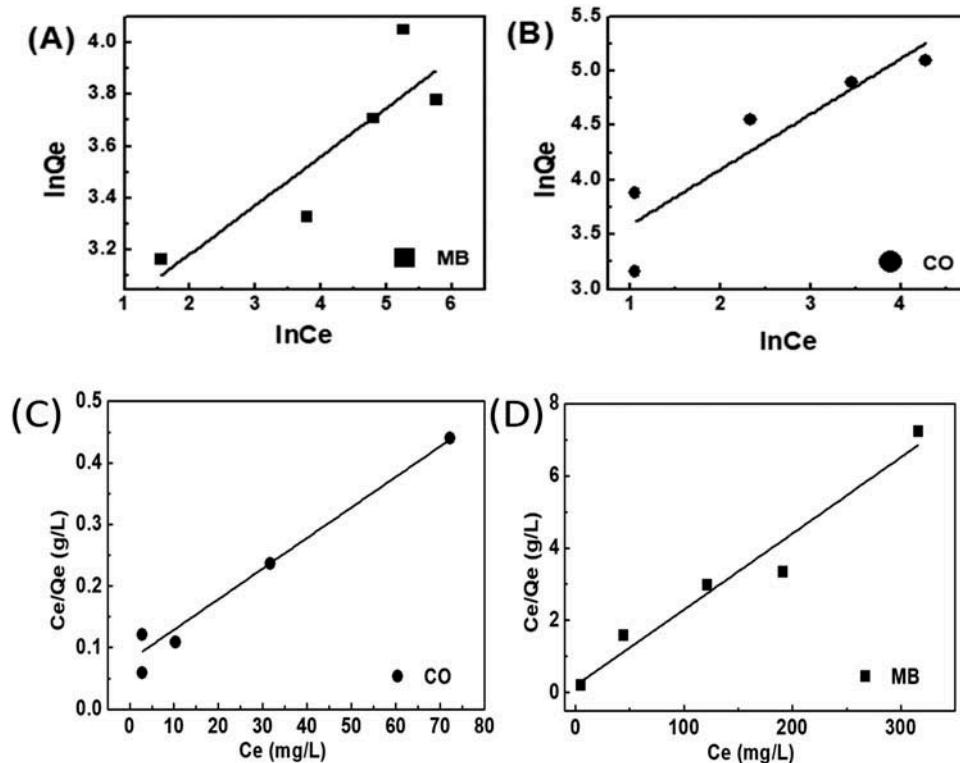 (A)
4.0
3.8
3.6
3.4
3.2
lnQe
1 2 3 4 5 6
lnCe
MB
(B)
5.5
5.0
4.5
4.0
3.5
3.0
lnQe
1 2 3 4
lnCe
CO
(C)
0.5
0.4
0.3
0.2
0.1
0.0
Ce/Qe (g/L)
0 10 20 30 40 50 60 70 80
Ce (mg/L)
CO
(D)
8
6
4
2
0
Ce/Qe (g/L)
0 100 200 300
Ce (mg/L)
MB